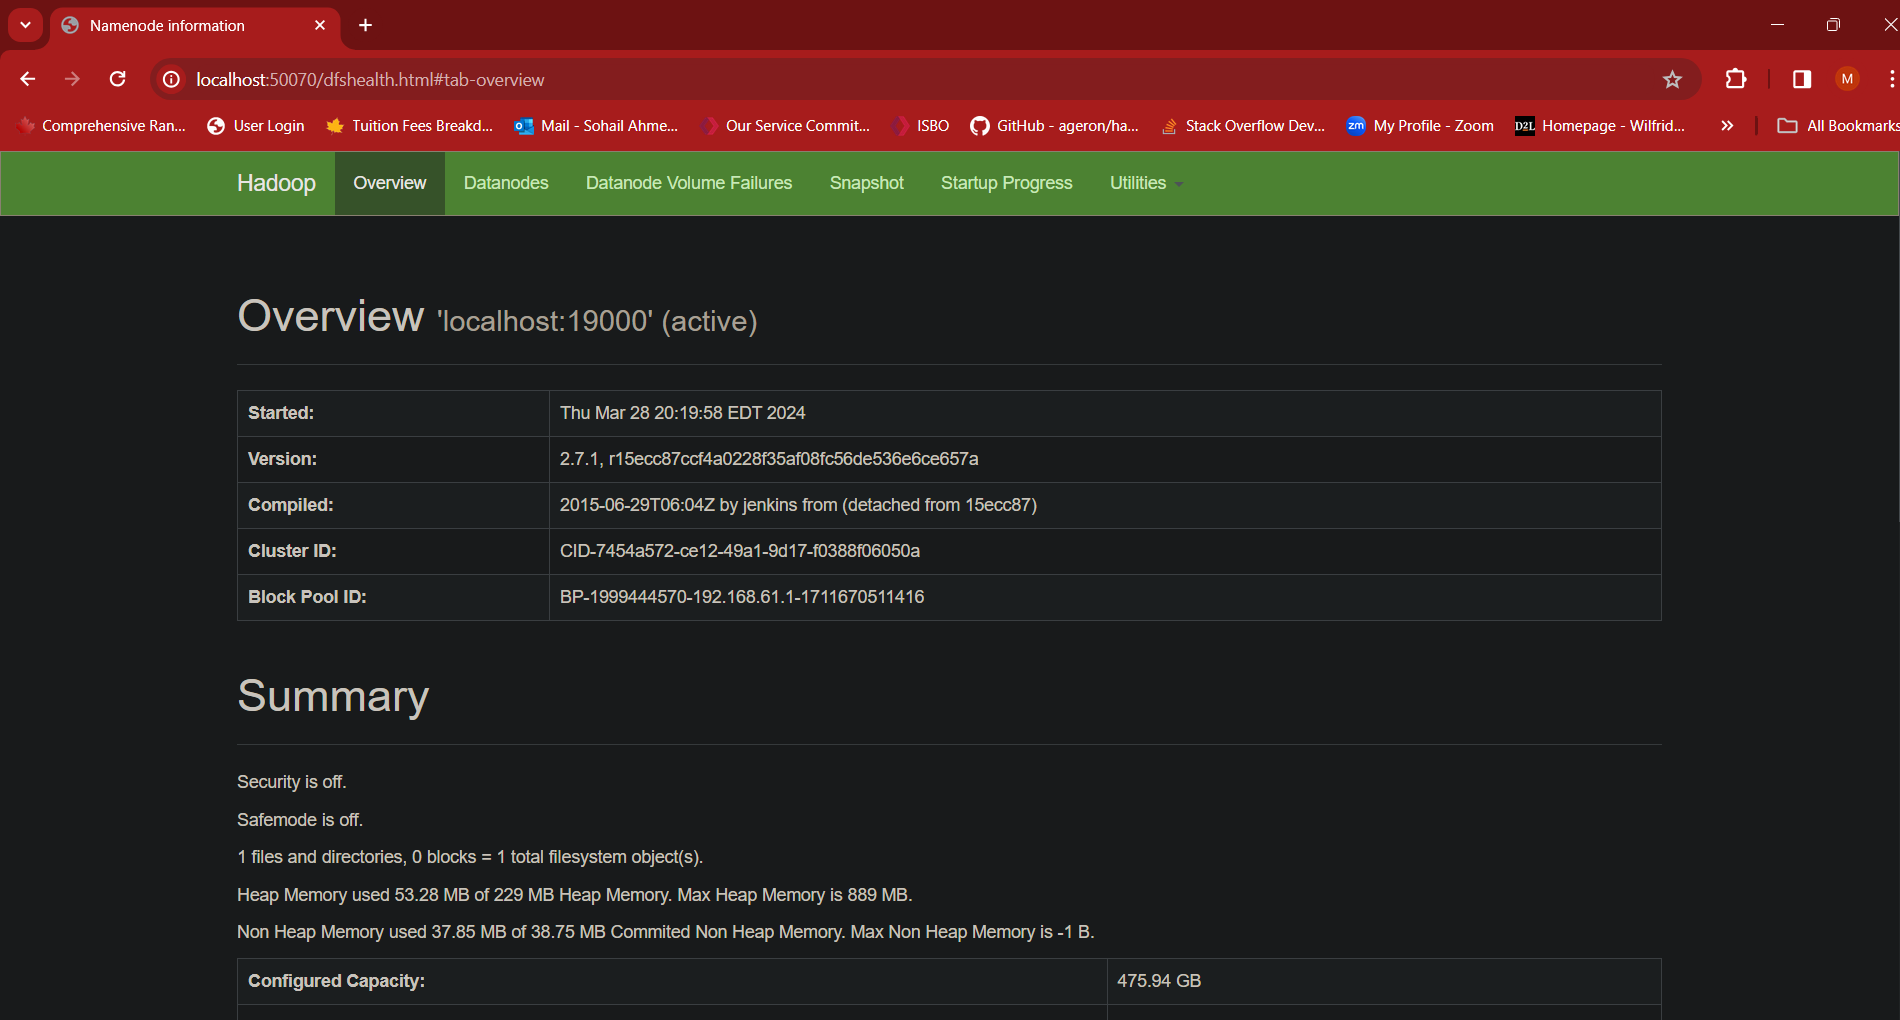 Namenode information
localhost:50070/dfshealth.html#tab-overview
M
Comprehensive Ran... User Login Tuition Fees Breakd... Mail - Sohail Ahme... Our Service Commit... ISBO GitHub - ageron/ha... Stack Overflow Dev... zm My Profile - Zoom D2L Homepage - Wilfrid... » All Bookmarks
Hadoop Overview Datanodes Datanode Volume Failures Snapshot Startup Progress Utilities
Overview 'localhost:19000' (active)
Started: Thu Mar 28 20:19:58 EDT 2024
Version: 2.7.1, r15ecc87ccf4a0228f35af08fc56de536e6ce657a
Compiled: 2015-06-29T06:04Z by jenkins from (detached from 15ecc87)
Cluster ID: CID-7454a572-ce12-49a1-9d17-f0388f06050a
Block Pool ID: BP-1999444570-192.168.61.1-1711670511416
Summary
Security is off.
Safemode is off.
1 files and directories, 0 blocks = 1 total filesystem object(s).
Heap Memory used 53.28 MB of 229 MB Heap Memory. Max Heap Memory is 889 MB.
Non Heap Memory used 37.85 MB of 38.75 MB Commited Non Heap Memory. Max Non Heap Memory is -1 B.
Configured Capacity: 475.94 GB